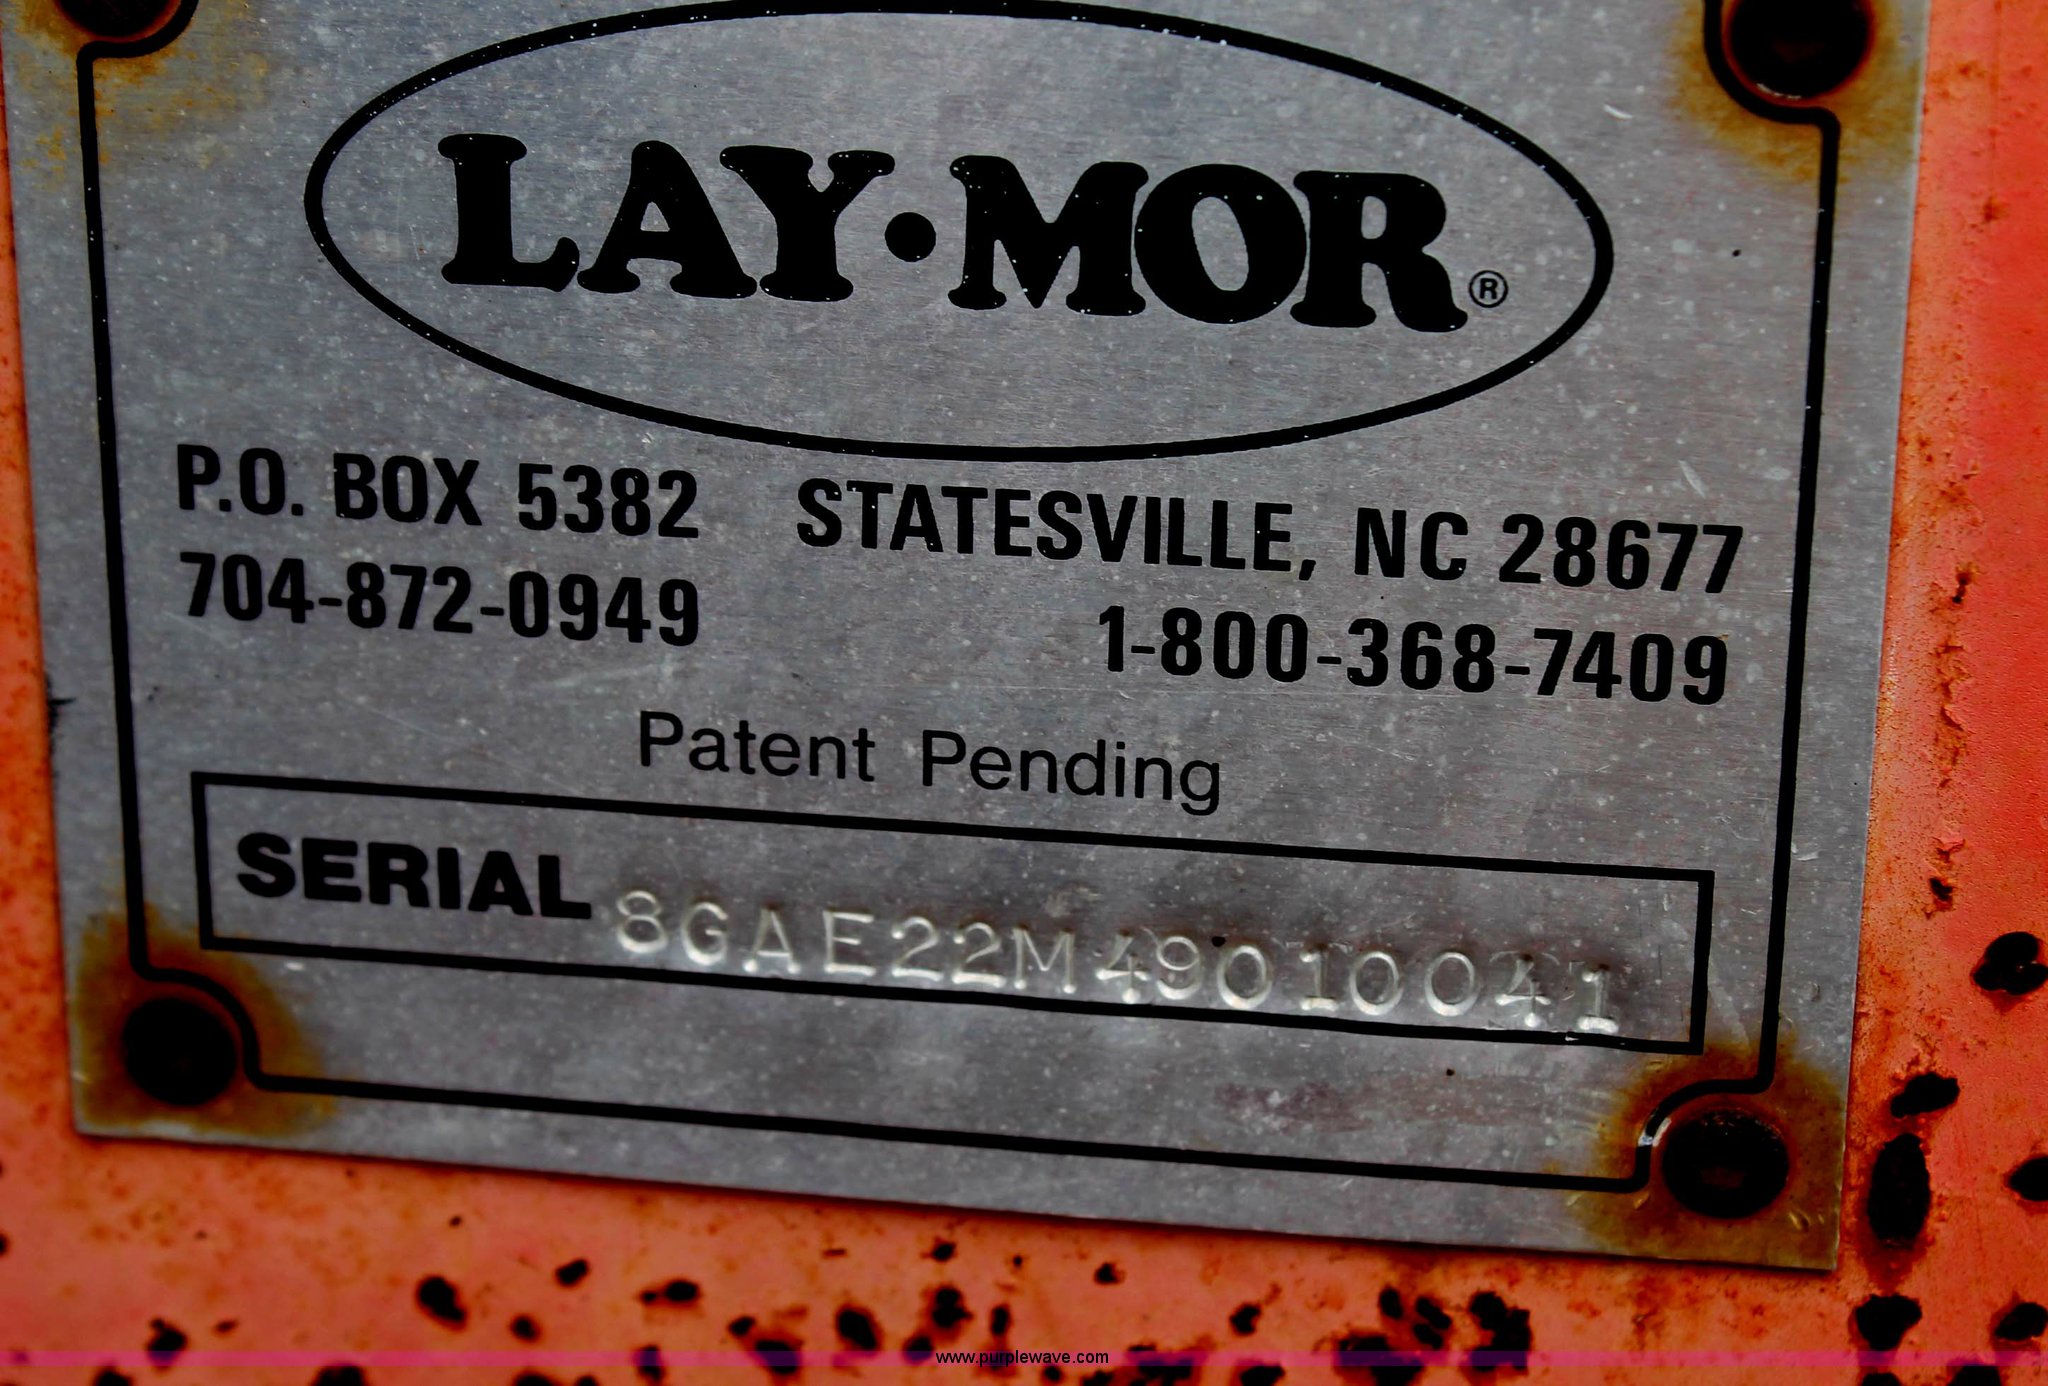 LAY·MOR®
P.O. BOX 5382 STATESVILLE, NC 28677
704-872-0949 1-800-368-7409
Patent Pending
SERIAL 8GAE22M49010041
www.purplewave.com